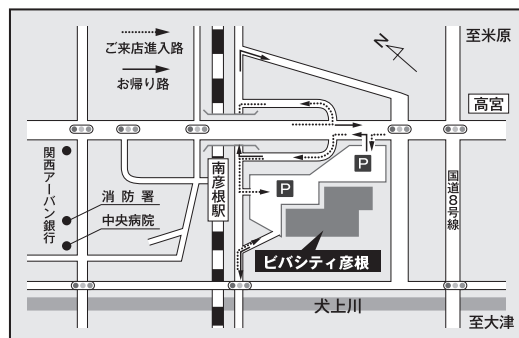 ご来店進入路
お帰り路
N
至米原
高宮
P
P
関西アーバン銀行
消防署
中央病院
南彦根駅
国道8号線
ビバシティ彦根
犬上川
至大津